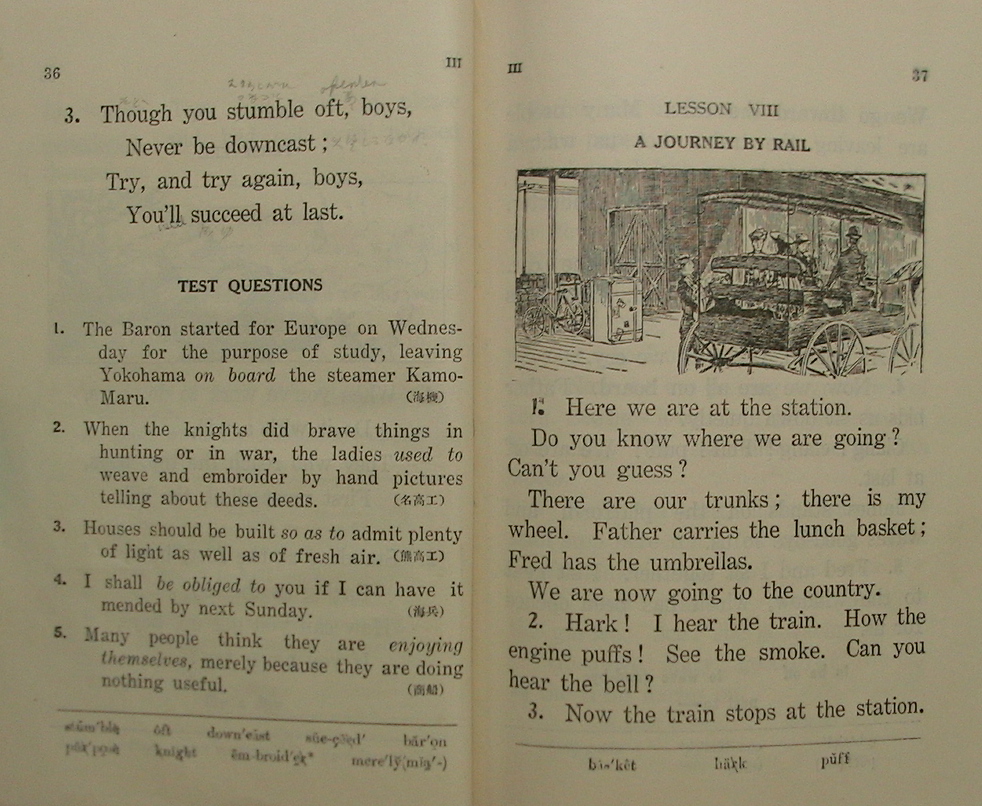 36
III
3. Though you stumble oft, boys,
Never be downcast;
Try, and try again, boys,
You'll succeed at last.
TEST QUESTIONS
1. The Baron started for Europe on Wednes-
day for the purpose of study, leaving
Yokohama on board the steamer Kamo-
Maru. (海機)
2. When the knights did brave things in
hunting or in war, the ladies used to
weave and embroider by hand pictures
telling about these deeds. (名高工)
3. Houses should be built so as to admit plenty
of light as well as of fresh air. (熊高工)
4. I shall be obliged to you if I can have it
mended by next Sunday. (海兵)
5. Many people think they are enjoying
themselves, merely because they are doing
nothing useful. (商船)
knight
III
37
LESSON VIII
A JOURNEY BY RAIL
1. Here we are at the station.
Do you know where we are going?
Can't you guess?
There are our trunks; there is my
wheel. Father carries the lunch basket;
Fred has the umbrellas.
We are now going to the country.
2. Hark! I hear the train. How the
engine puffs! See the smoke. Can you
hear the bell?
3. Now the train stops at the station.